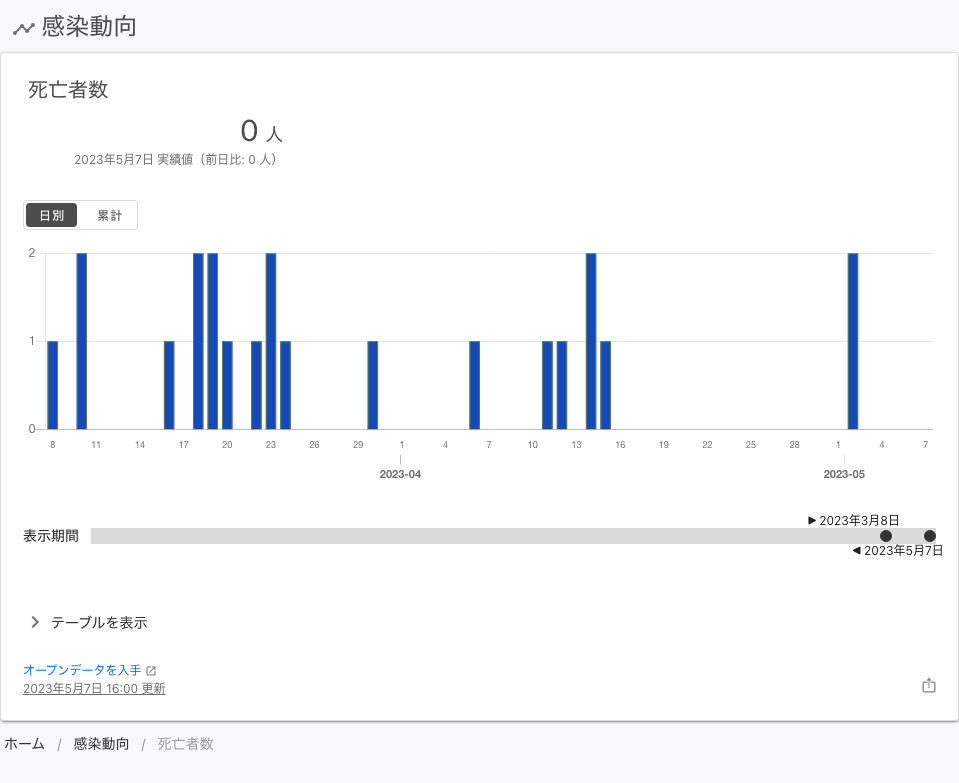 感染動向
死亡者数
0 人
2023年5月7日 実績値（前日比: 0 人）
日別 累計
2
1
0
8 11 14 17 20 23 26 29 1 4 7 10 13 16 19 22 25 28 1 4 7
2023-04 2023-05
2023年3月8日
表示期間
2023年5月7日
テーブルを表示
オープンデータを入手
2023年5月7日 16:00 更新
ホーム / 感染動向 / 死亡者数